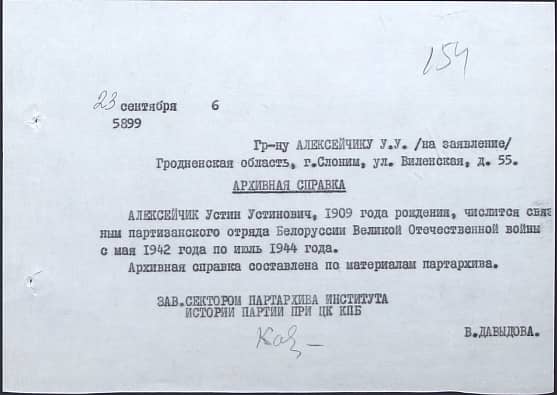 154
23 сентября 6
5899
Гр-ну АЛЕКСЕЙЧИКУ У.У. /на заявление/
Гродненская область, г.Слоним, ул. Виленская, д. 55.
АРХИВНАЯ СПРАВКА
АЛЕКСЕЙЧИК Устин Устинович, 1909 года рождения, числится связ
ным партизанского отряда Белоруссии Великой Отечественной войны
с мая 1942 года по июль 1944 года.
Архивная справка составлена по материалам партархива.
ЗАВ.СЕКТОРОМ ПАРТАРХИВА ИНСТИТУТА
ИСТОРИИ ПАРТИИ ПРИ ЦК КПБ
В.ДАВЫДОВА.